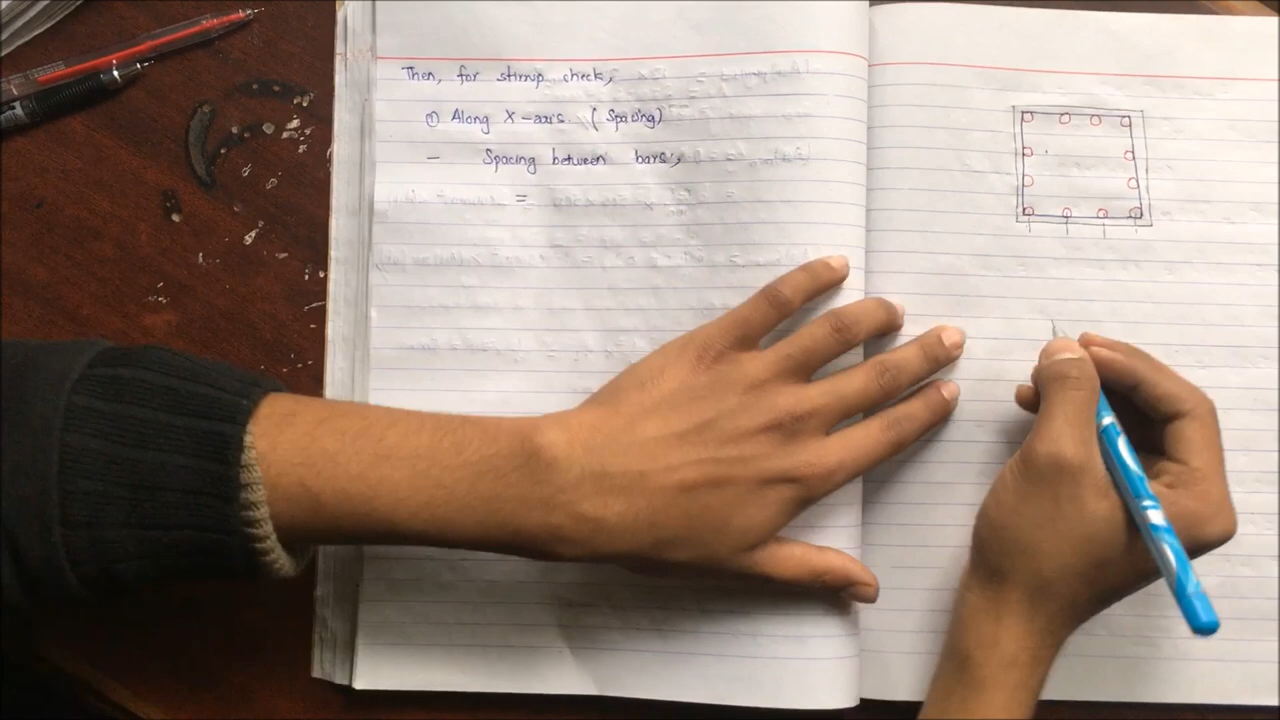 Then, for stirrup check,
① Along X-axis. (Spacing)
— Spacing between bars,
=